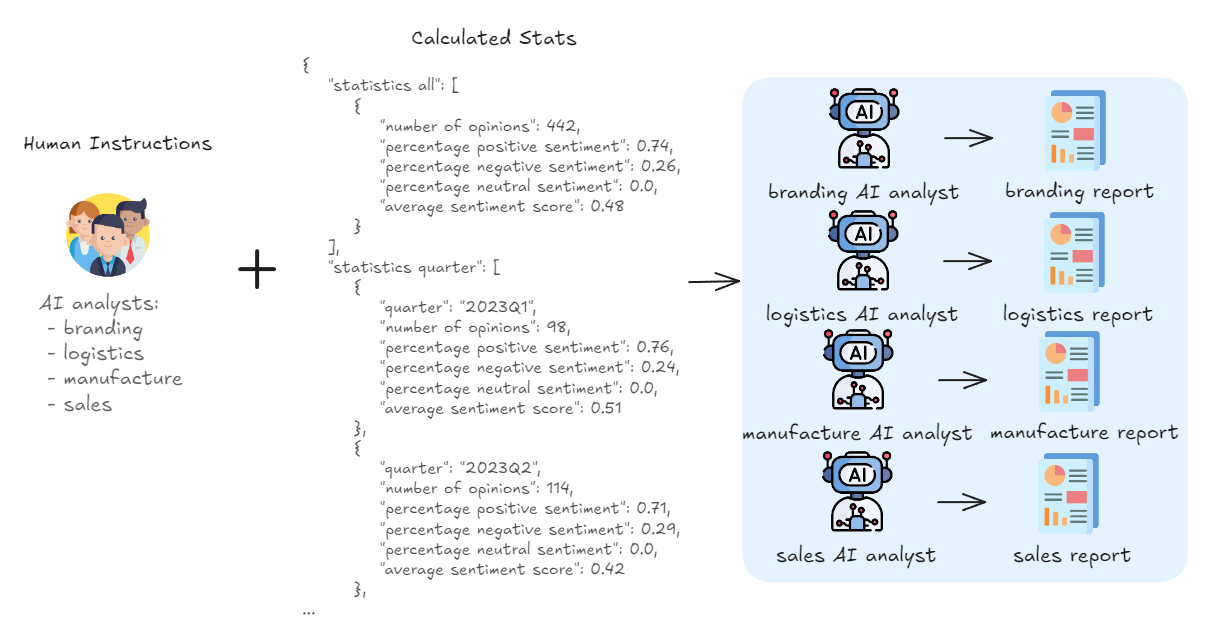 Calculated Stats
Human Instructions
AI analysts:
- branding
- logistics
- manufacture
- sales
{
"statistics all": [
{
"number of opinions": 442,
"percentage positive sentiment": 0.74,
"percentage negative sentiment": 0.26,
"percentage neutral sentiment": 0.0,
"average sentiment score": 0.48
}
],
"statistics quarter": [
{
"quarter": "2023Q1",
"number of opinions": 98,
"percentage positive sentiment": 0.76,
"percentage negative sentiment": 0.24,
"percentage neutral sentiment": 0.0,
"average sentiment score": 0.51
},
{
"quarter": "2023Q2",
"number of opinions": 114,
"percentage positive sentiment": 0.71,
"percentage negative sentiment": 0.29,
"percentage neutral sentiment": 0.0,
"average sentiment score": 0.42
},
...
AI
branding AI analyst
branding report
AI
logistics AI analyst
logistics report
AI
manufacture AI analyst
manufacture report
AI
sales AI analyst
sales report